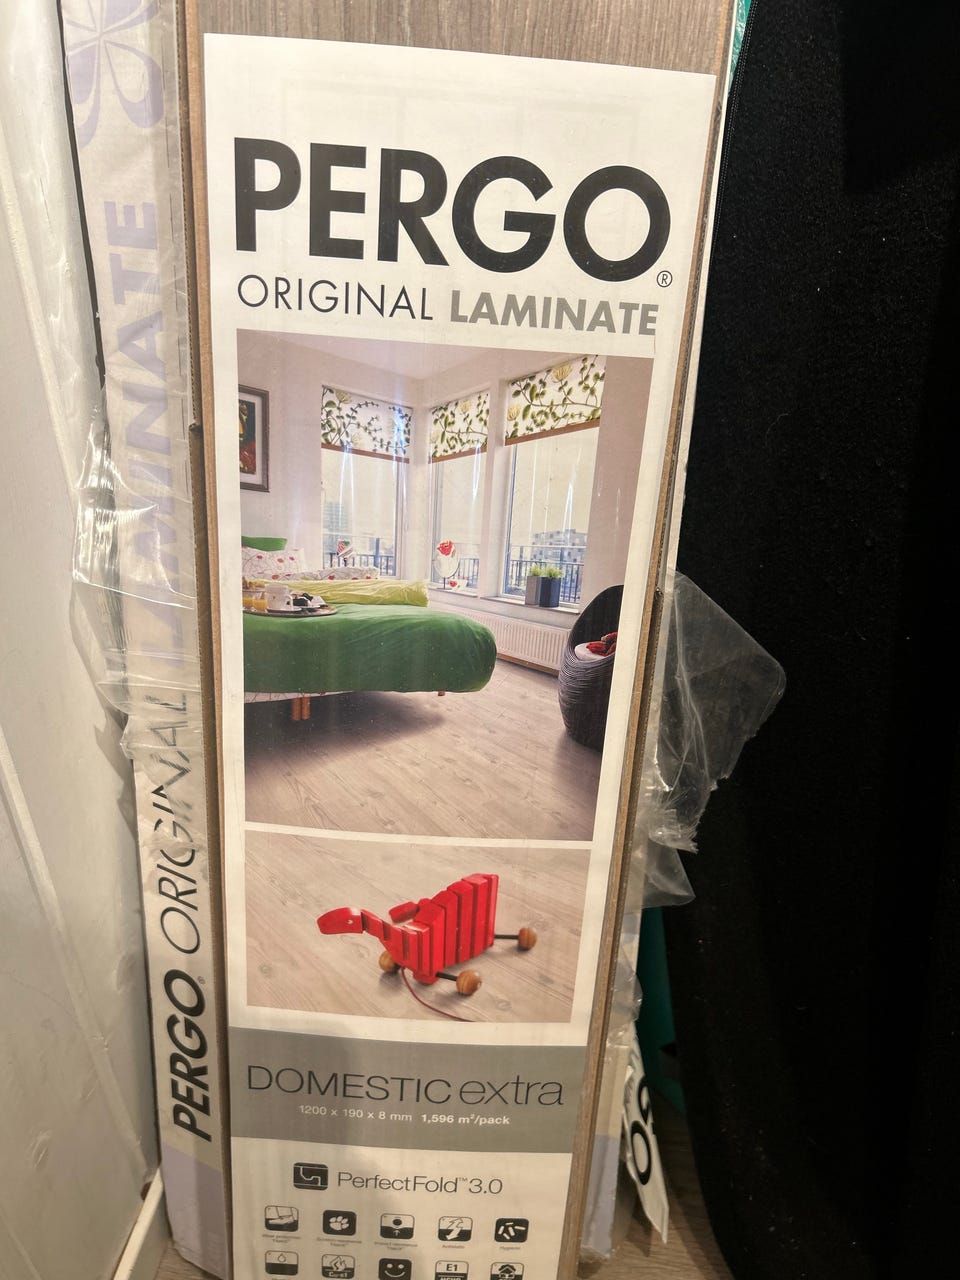 PERGO®
ORIGINAL LAMINATE
DOMESTIC extra
1200 x 190 x 8 mm 1,596 m²/pack
PerfectFold™ 3.0
E1
PERGO® ORIGINAL LAMINATE